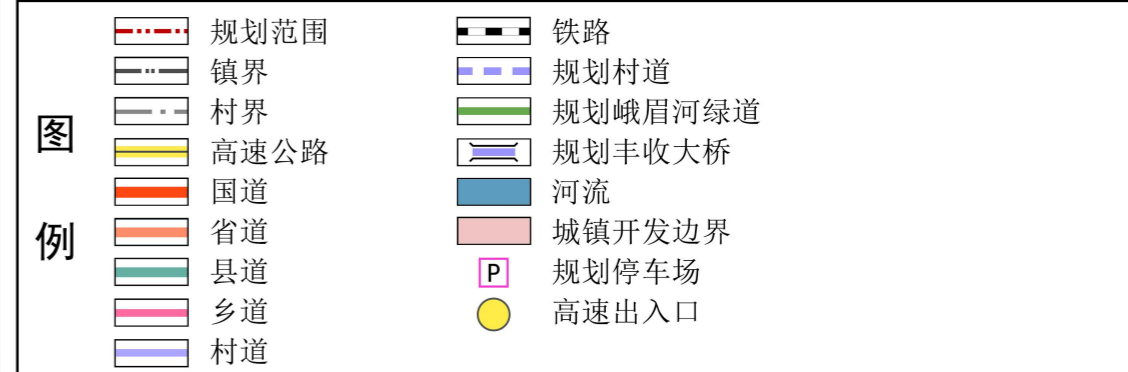 图例
规划范围
镇界
村界
高速公路
国道
省道
县道
乡道
村道
铁路
规划村道
规划峨眉河绿道
规划丰收大桥
河流
城镇开发边界
P 规划停车场
高速出入口